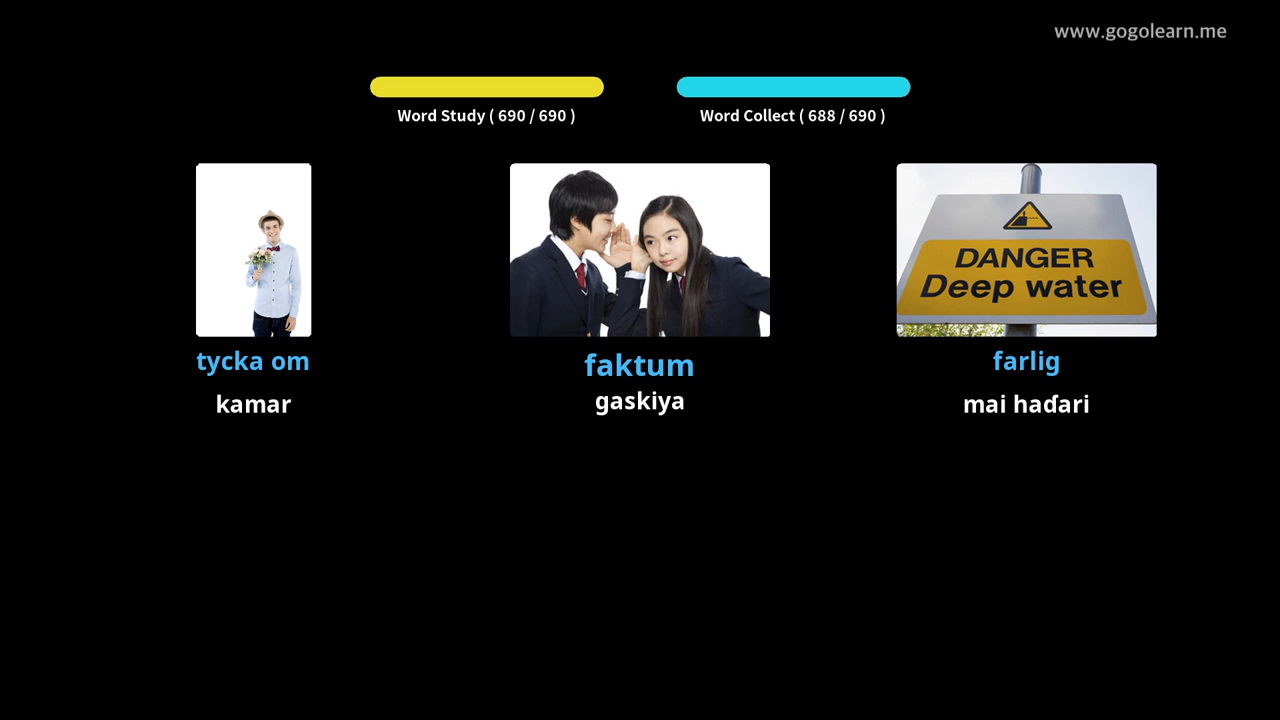 www.gogolearn.me
Word Study ( 690 / 690 )
Word Collect ( 688 / 690 )
DANGER
Deep water
tycka om
faktum
farlig
kamar
gaskiya
mai haɗari